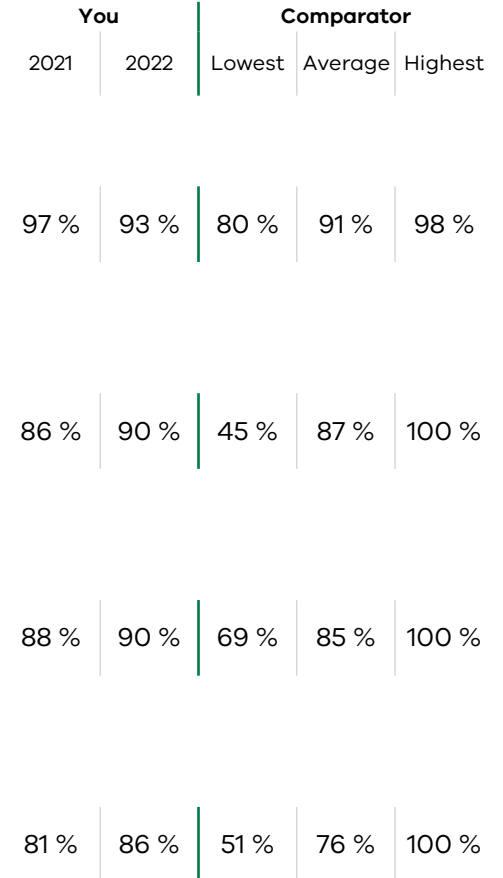 You Comparator
2021 2022 Lowest Average Highest
97 % 93 % 80 % 91 % 98 %
86 % 90 % 45 % 87 % 100 %
88 % 90 % 69 % 85 % 100 %
81 % 86 % 51 % 76 % 100 %